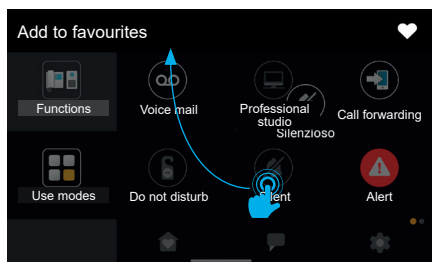 Add to favourites
Functions
Voice mail
Professional
studio
Call forwarding
Silenzioso
Use modes
Do not disturb
Silent
Alert